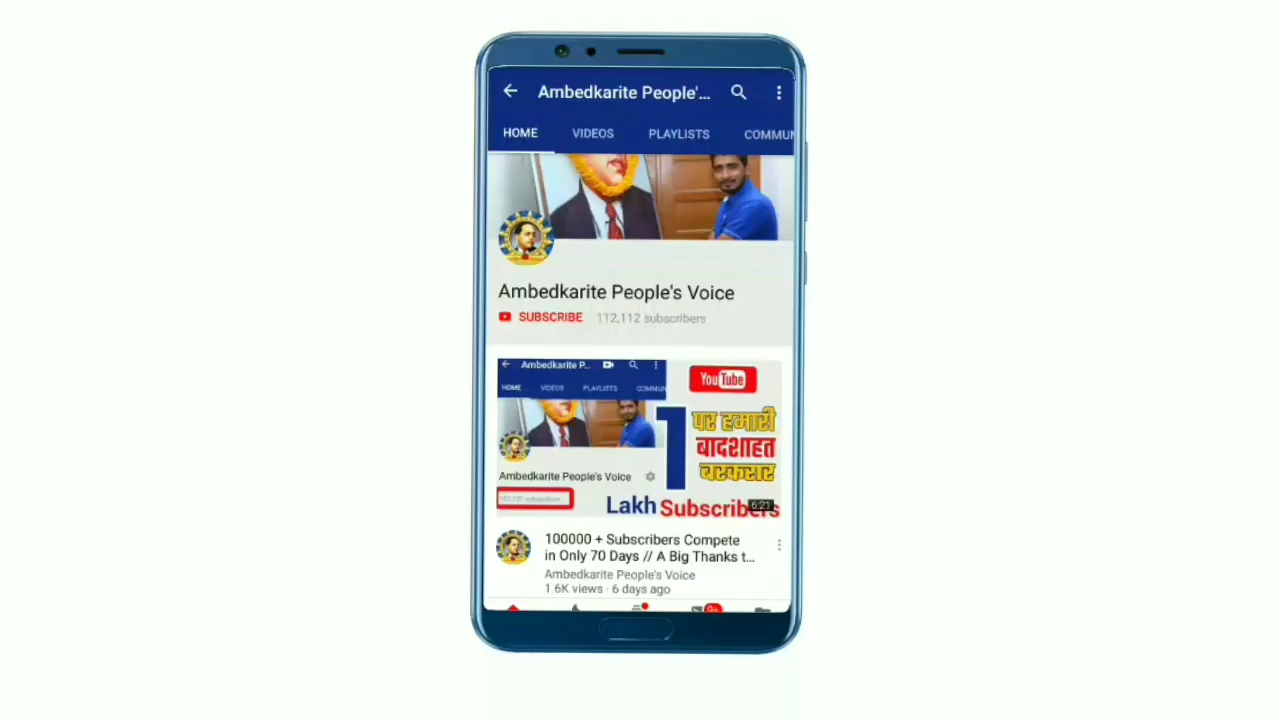 Ambedkarite People'...
HOME VIDEOS PLAYLISTS COMMUN
Ambedkarite People's Voice
SUBSCRIBE 112,112 subscribers
Ambedkarite P...
HOME VIDEOS PLAYLISTS COMMUN
YouTube
1 पर हमारी
बादशाहत
बरकरार
Ambedkarite People's Voice
Lakh Subscribers
6:21
100000 + Subscribers Compete
in Only 70 Days // A Big Thanks t...
Ambedkarite People's Voice
1.6K views · 6 days ago